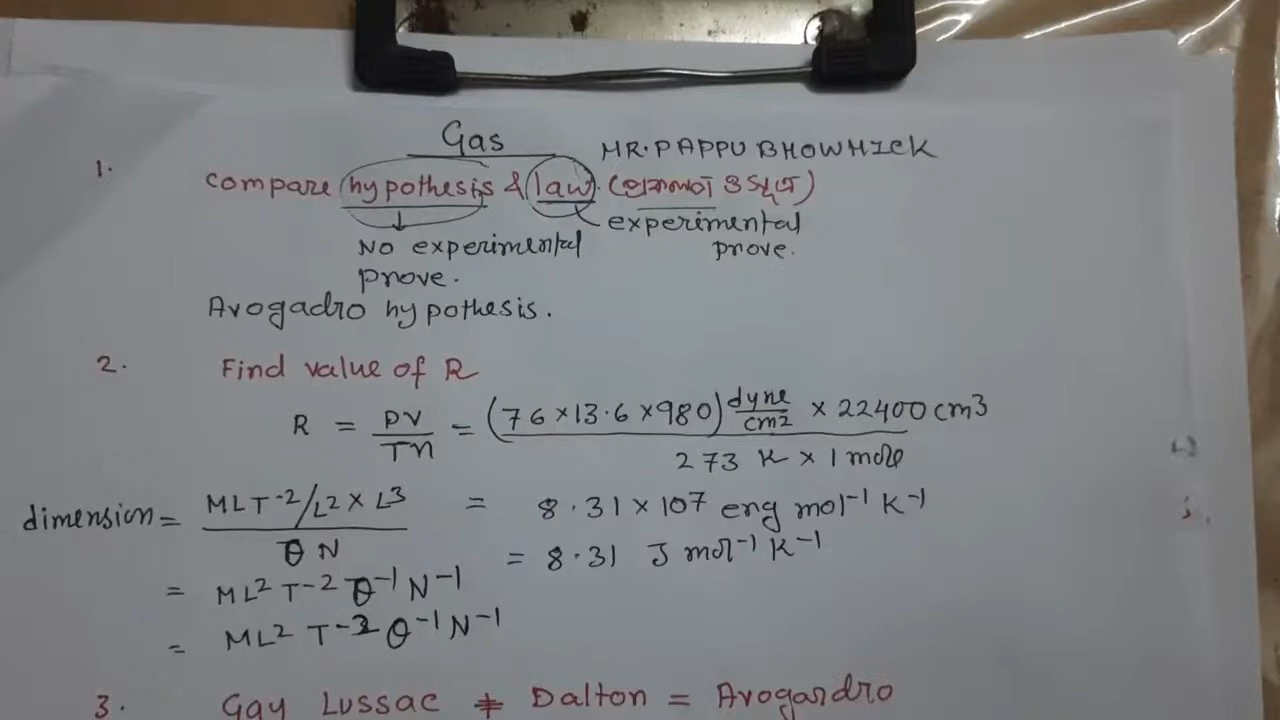 Gas
MR. PAPPU BHOWMICK
1. compare hypothesis & law. (প্রকল্প ও সূত্র)
No experimental prove.
experimental prove.
Avogadro hypothesis.
2. Find value of R
R = PV/Tn = (76×13.6×980) dyne/cm2 × 22400 cm3 / 273 K × 1 mole
= 8.31 × 10⁷ erg mol⁻¹ K⁻¹
= 8.31 J mol⁻¹ K⁻¹
dimension = MLT⁻²/L² × L³ / θ N
= ML² T⁻² θ⁻¹ N⁻¹
= ML² T⁻² θ⁻¹ N⁻¹
3. Gay Lussac + Dalton = Avogardro